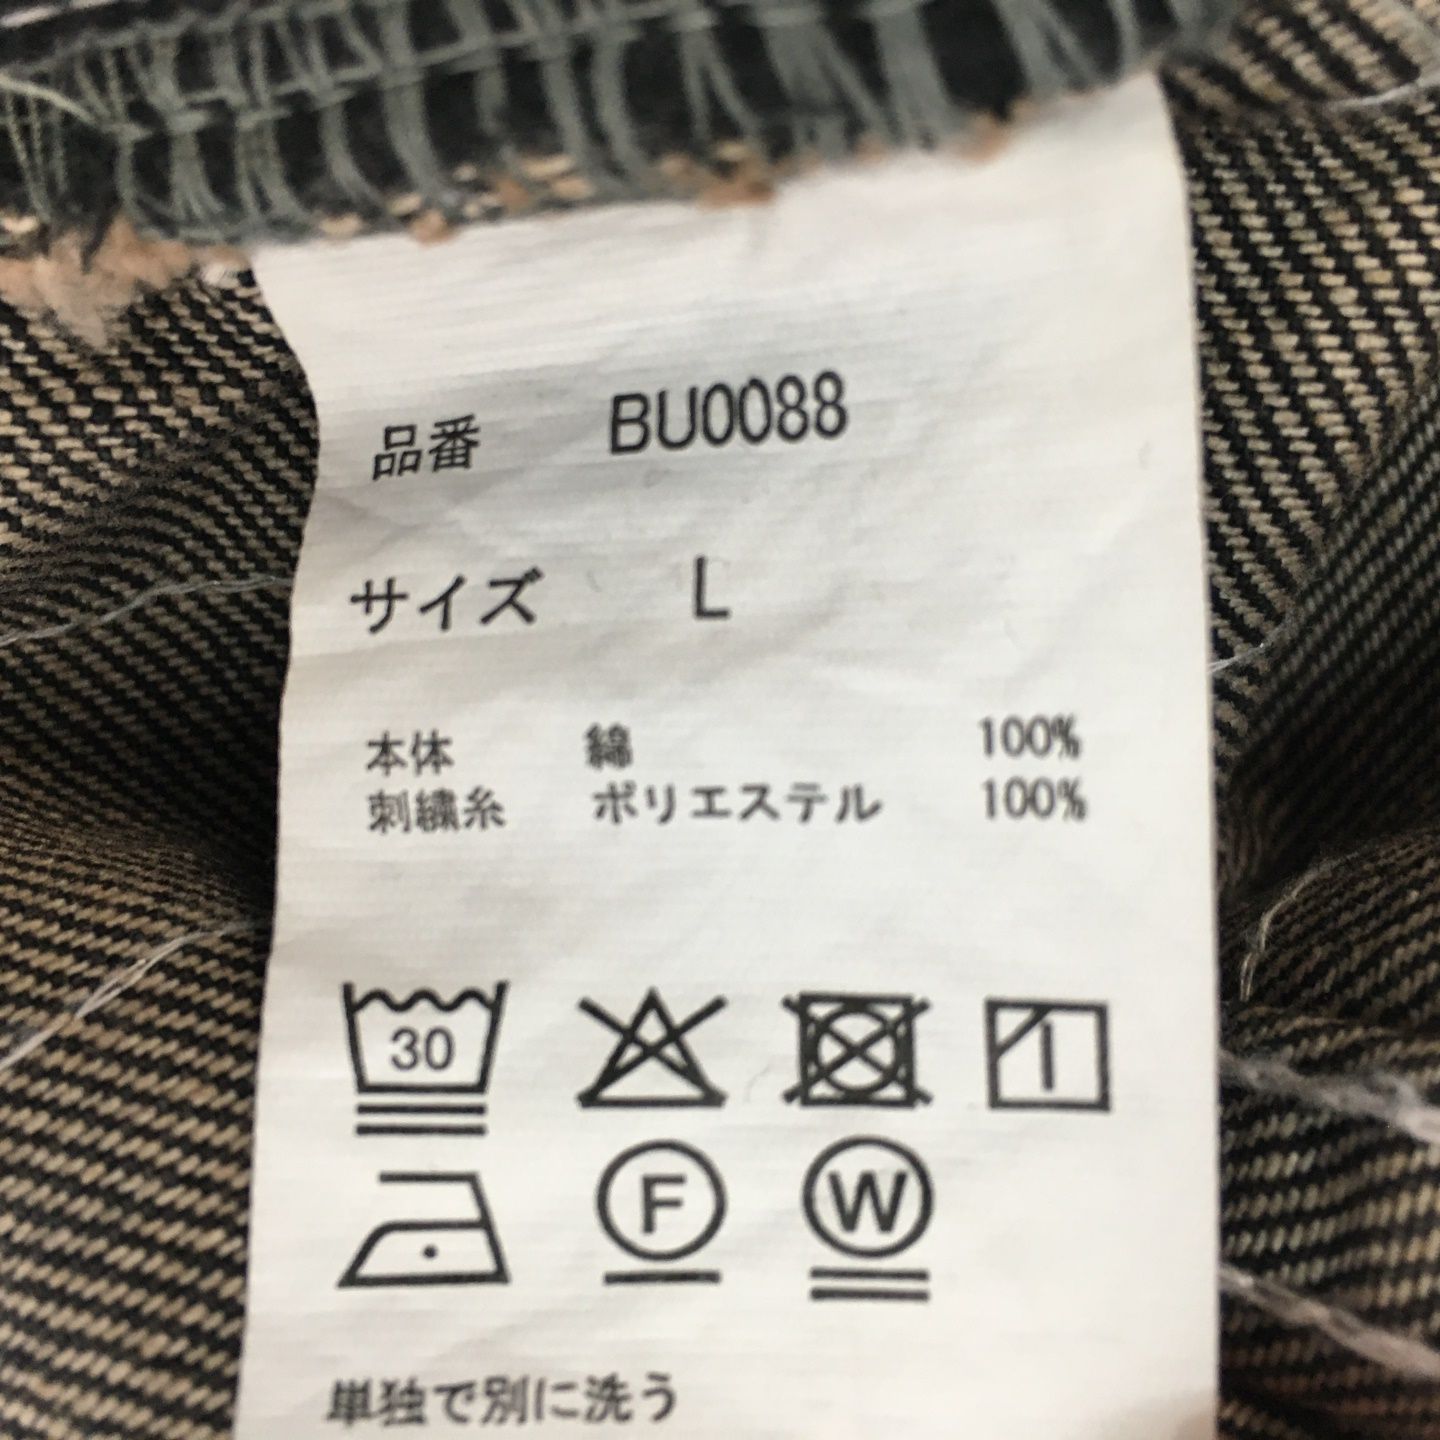 品番 BU0088
サイズ L
本体 綿 100%
刺繍糸 ポリエステル 100%
30
F
W
単独で別に洗う